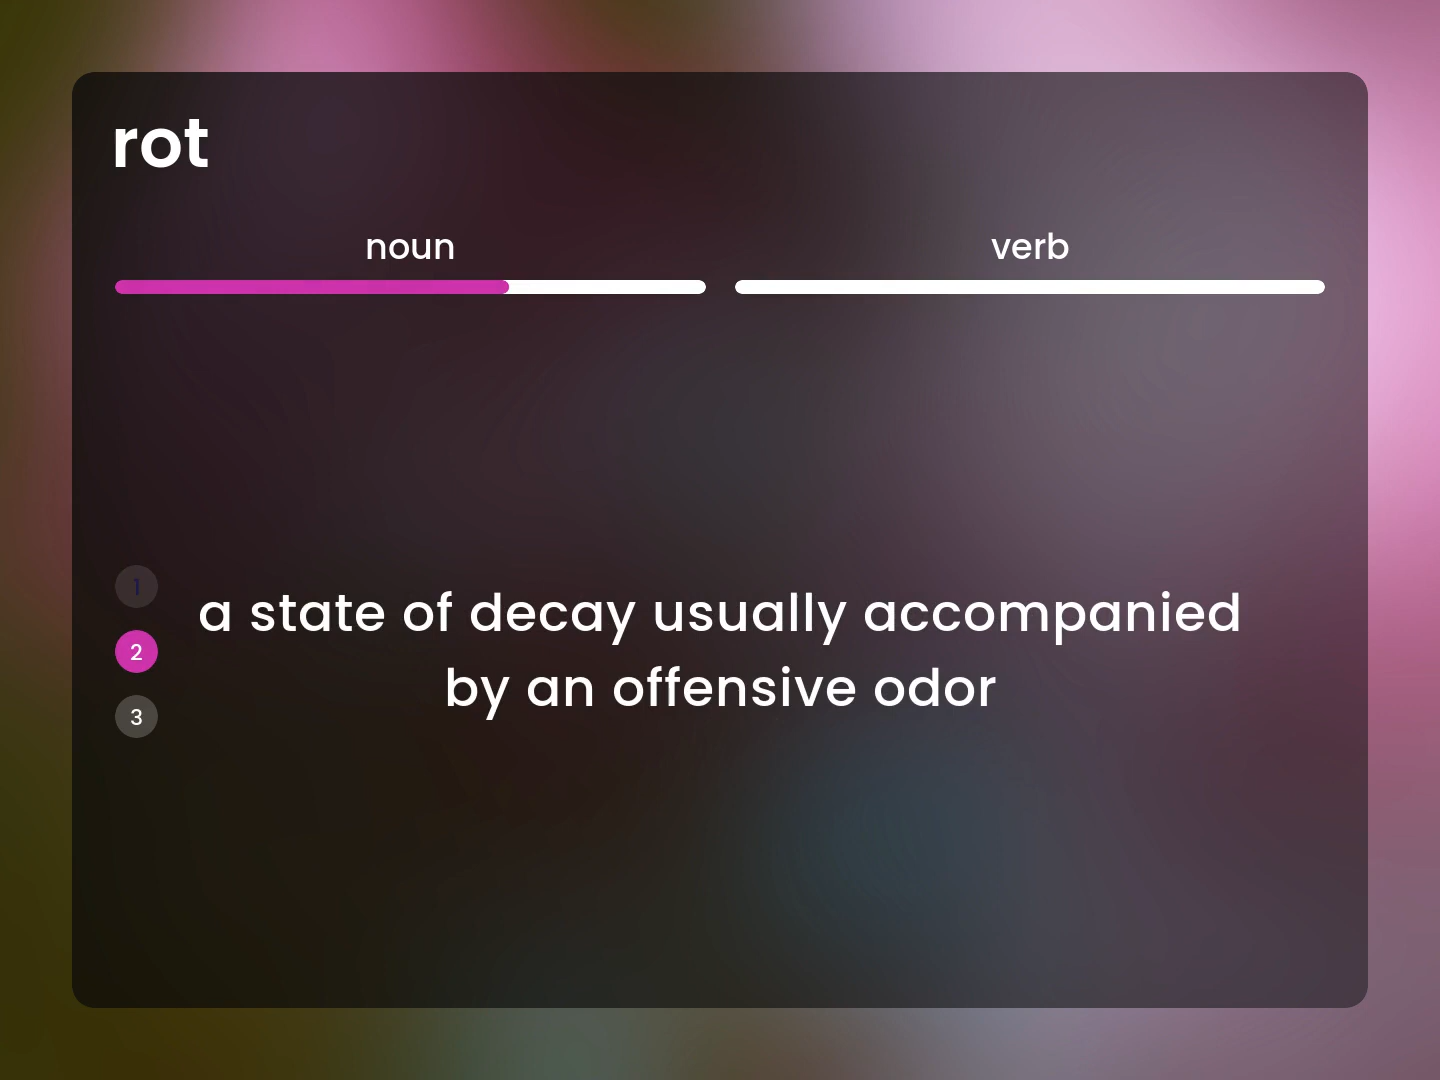 rot
noun
verb
1
2
3
a state of decay usually accompanied
by an offensive odor